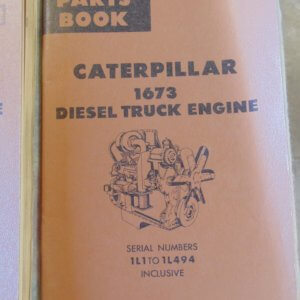 PARTS
BOOK
CATERPILLAR
1673
DIESEL TRUCK ENGINE
SERIAL NUMBERS
1L1 TO 1L494
INCLUSIVE